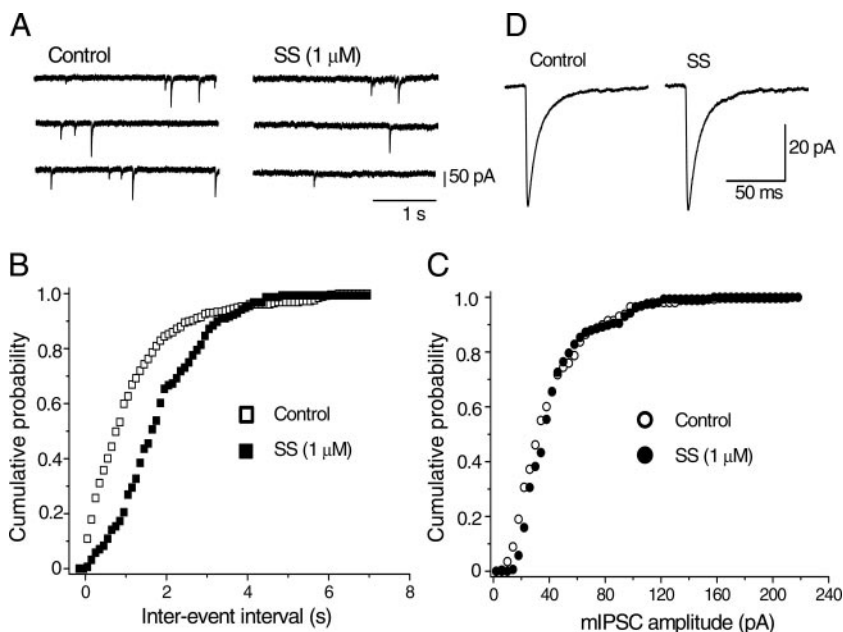 A
Control
SS (1 μM)
50 pA
1 s
D
Control
SS
20 pA
50 ms
B
Cumulative probability
1.0
0.8
0.6
0.4
0.2
0
Control
SS (1 μM)
0 2 4 6 8
Inter-event interval (s)
C
Cumulative probability
1.0
0.8
0.6
0.4
0.2
0
Control
SS (1 μM)
0 40 80 120 160 200 240
mIPSC amplitude (pA)